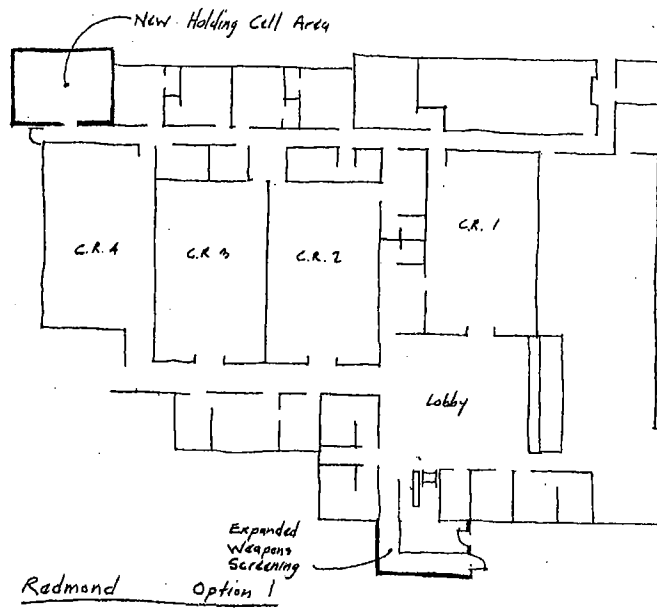 New Holding Cell Area
C.R. 4
C.R 3
C.R. 2
C.R. 1
Lobby
Expanded
Weapons
Screening
Redmond Option 1